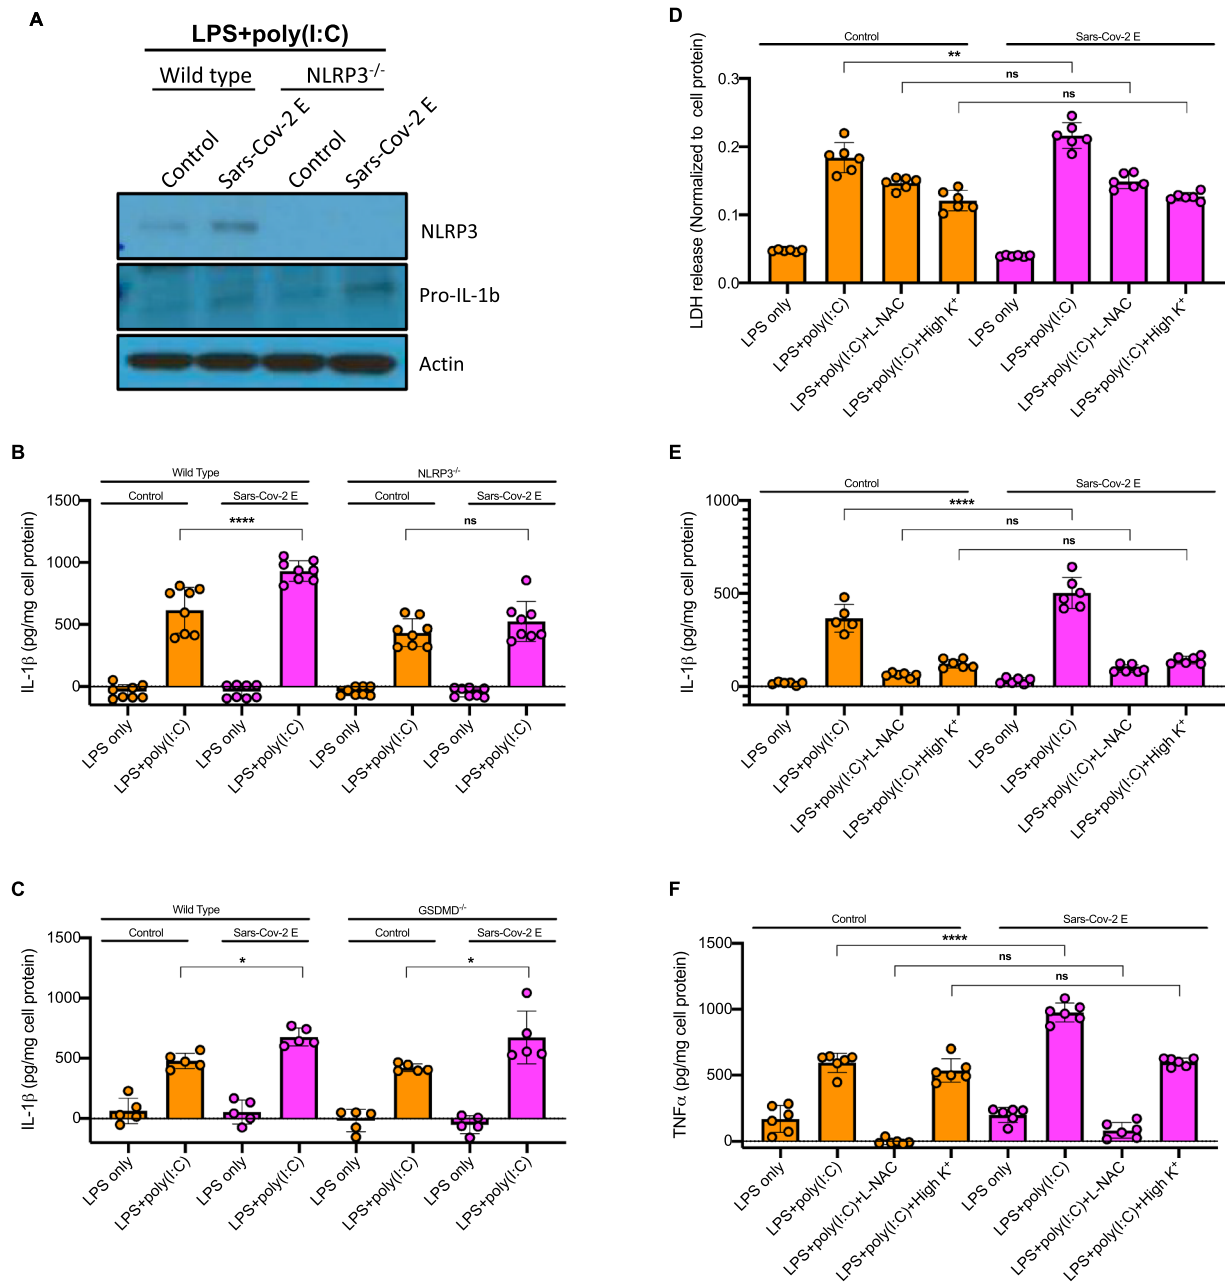 A
LPS+poly(I:C)
Wild type NLRP3-/-
Control Sars-Cov-2 E Control Sars-Cov-2 E
NLRP3
Pro-IL-1b
Actin
B
Wild Type NLRP3-/-
Control Sars-Cov-2 E Control Sars-Cov-2 E
**** ns
IL-1β (pg/mg cell protein)
1500
1000
500
0
LPS only LPS+poly(I:C) LPS only LPS+poly(I:C) LPS only LPS+poly(I:C) LPS only LPS+poly(I:C)
C
Wild Type GSDMD-/-
Control Sars-Cov-2 E Control Sars-Cov-2 E
* *
IL-1β (pg/mg cell protein)
1500
1000
500
0
LPS only LPS+poly(I:C) LPS only LPS+poly(I:C) LPS only LPS+poly(I:C) LPS only LPS+poly(I:C)
D
Control Sars-Cov-2 E
**
ns
ns
LDH release (Normalized to cell protein)
0.3
0.2
0.1
0.0
LPS only LPS+poly(I:C) LPS+poly(I:C)+L-NAC LPS+poly(I:C)+High K+ LPS only LPS+poly(I:C) LPS+poly(I:C)+L-NAC LPS+poly(I:C)+High K+
E
Control Sars-Cov-2 E
****
ns
ns
IL-1β (pg/mg cell protein)
1000
500
0
LPS only LPS+poly(I:C) LPS+poly(I:C)+L-NAC LPS+poly(I:C)+High K+ LPS only LPS+poly(I:C) LPS+poly(I:C)+L-NAC LPS+poly(I:C)+High K+
F
Control Sars-Cov-2 E
****
ns
ns
TNFα (pg/mg cell protein)
1500
1000
500
0
LPS only LPS+poly(I:C) LPS+poly(I:C)+L-NAC LPS+poly(I:C)+High K+ LPS only LPS+poly(I:C) LPS+poly(I:C)+L-NAC LPS+poly(I:C)+High K+